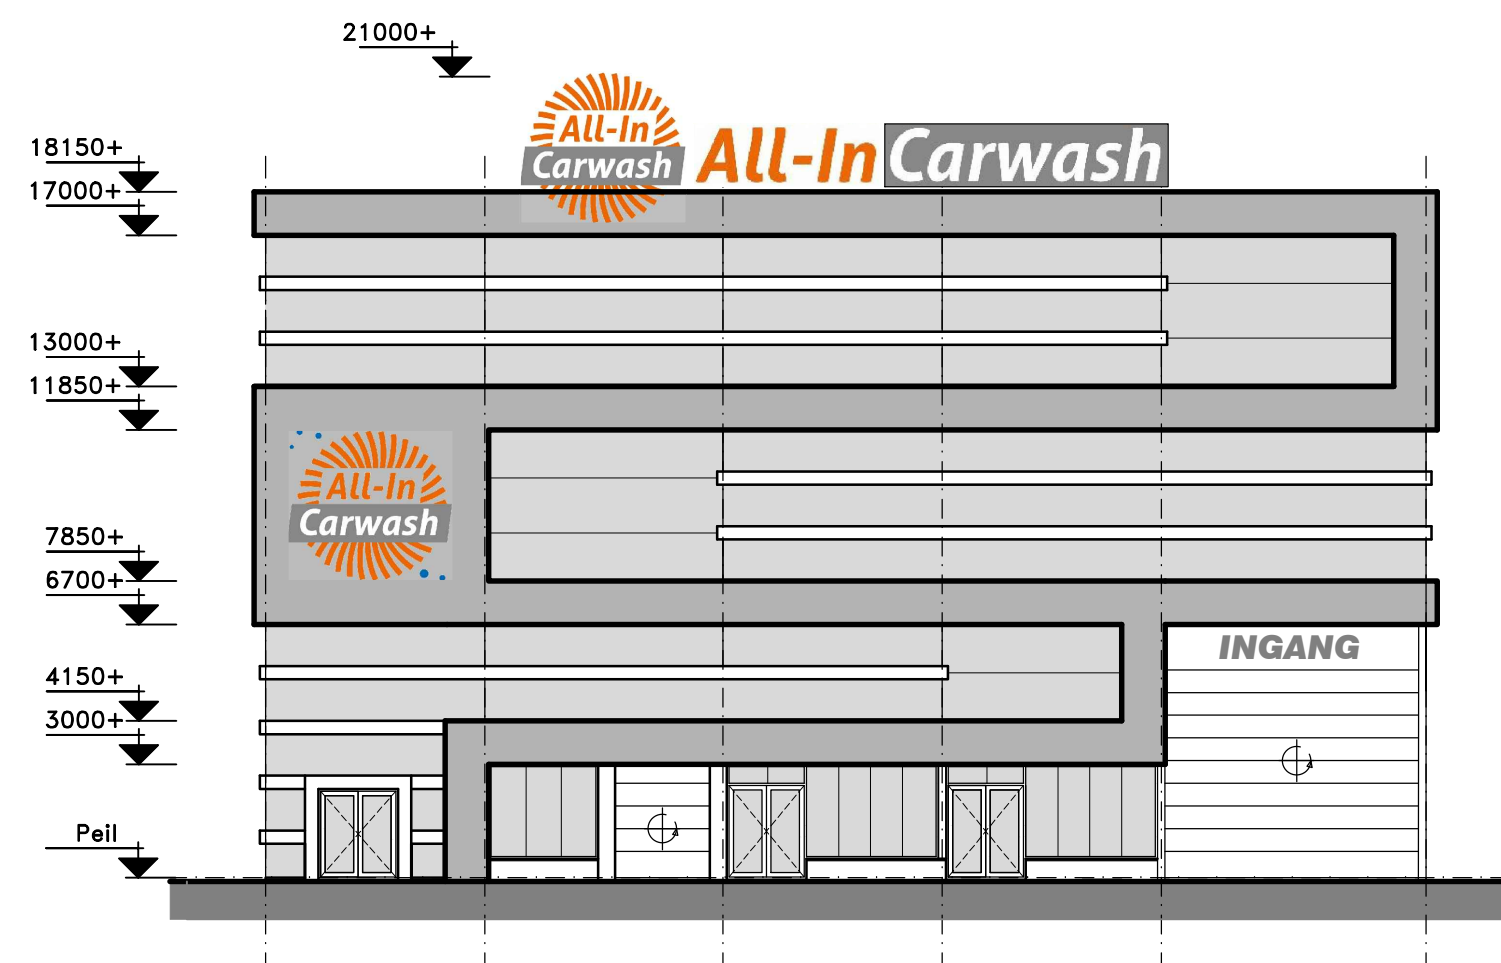 21000+
All-In
Carwash
All-In Carwash
18150+
17000+
13000+
11850+
All-In
Carwash
7850+
6700+
INGANG
4150+
3000+
Peil